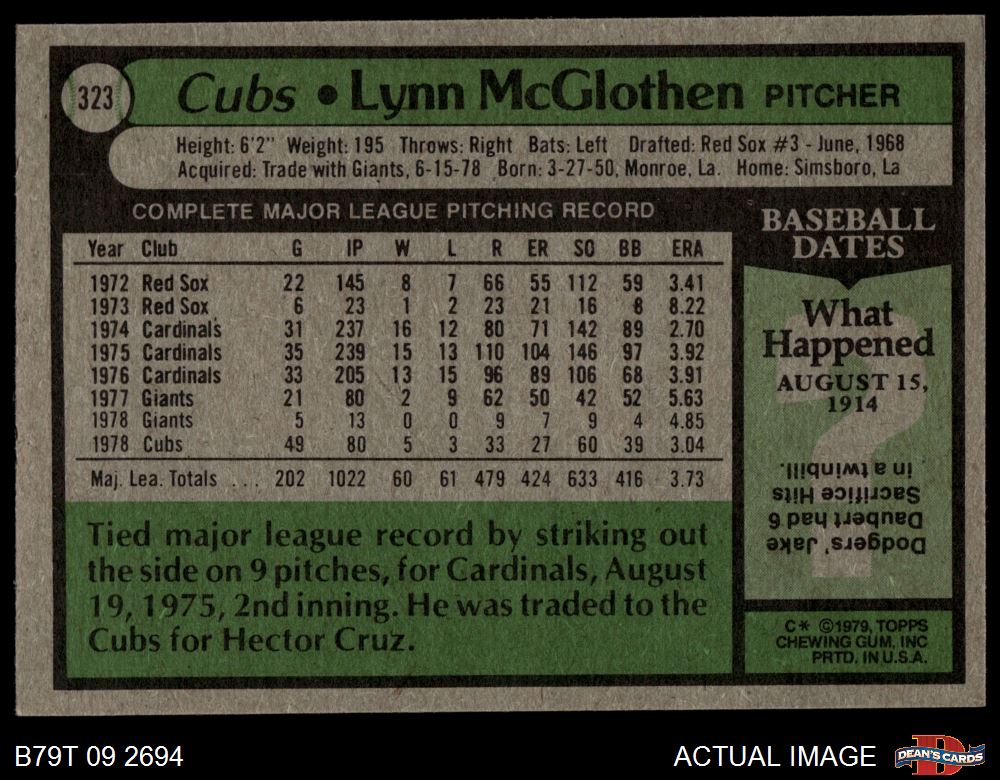 323
Cubs • Lynn McGlothen PITCHER
Height: 6'2" Weight: 195 Throws: Right Bats: Left Drafted: Red Sox #3 - June, 1968
Acquired: Trade with Giants, 6-15-78 Born: 3-27-50, Monroe, La. Home: Simsboro, La
COMPLETE MAJOR LEAGUE PITCHING RECORD
Year Club G IP W L R ER SO BB ERA
1972 Red Sox 22 145 8 7 66 55 112 59 3.41
1973 Red Sox 6 23 1 2 23 21 16 8 8.22
1974 Cardinals 31 237 16 12 80 71 142 89 2.70
1975 Cardinals 35 239 15 13 110 104 146 97 3.92
1976 Cardinals 33 205 13 15 96 89 106 68 3.91
1977 Giants 21 80 2 9 62 50 42 52 5.63
1978 Giants 5 13 0 0 9 7 9 4 4.85
1978 Cubs 49 80 5 3 33 27 60 39 3.04
Maj. Lea. Totals ... 202 1022 60 61 479 424 633 416 3.73
Tied major league record by striking out
the side on 9 pitches, for Cardinals, August
19, 1975, 2nd inning. He was traded to the
Cubs for Hector Cruz.
BASEBALL
DATES
What
Happened
AUGUST 15,
1914
?
Dodgers' Jake
Daubert had 6
Sacrifice Hits
in a twinbill.
C* ©1979, TOPPS
CHEWING GUM, INC
PRTD. IN U.S.A.
B79T 09 2694
ACTUAL IMAGE
D
DEAN'S CARDS